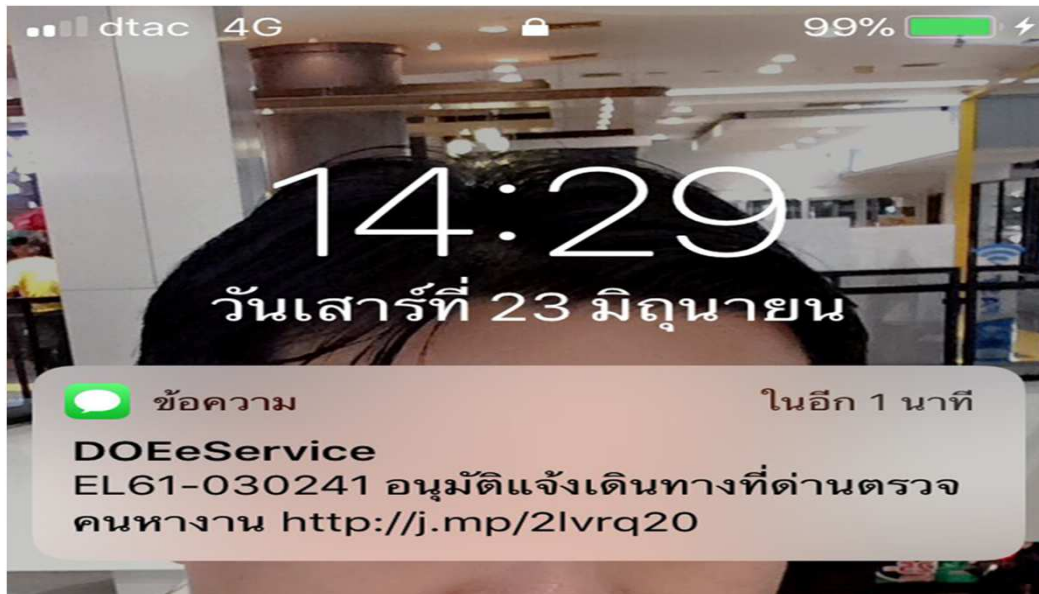 dtac 4G 99%
14:29
วันเสาร์ที่ 23 มิถุนายน
ข้อความ ในอีก 1 นาที
DOEeService
EL61-030241 อนุมัติแจ้งเดินทางที่ด่านตรวจ
คนหางาน http://j.mp/2lvrq20